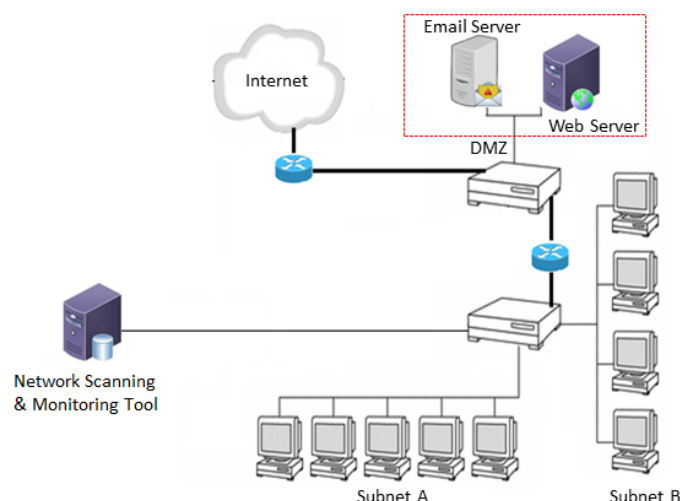 Email Server
Internet
Web Server
DMZ
Network Scanning
& Monitoring Tool
Subnet A
Subnet B